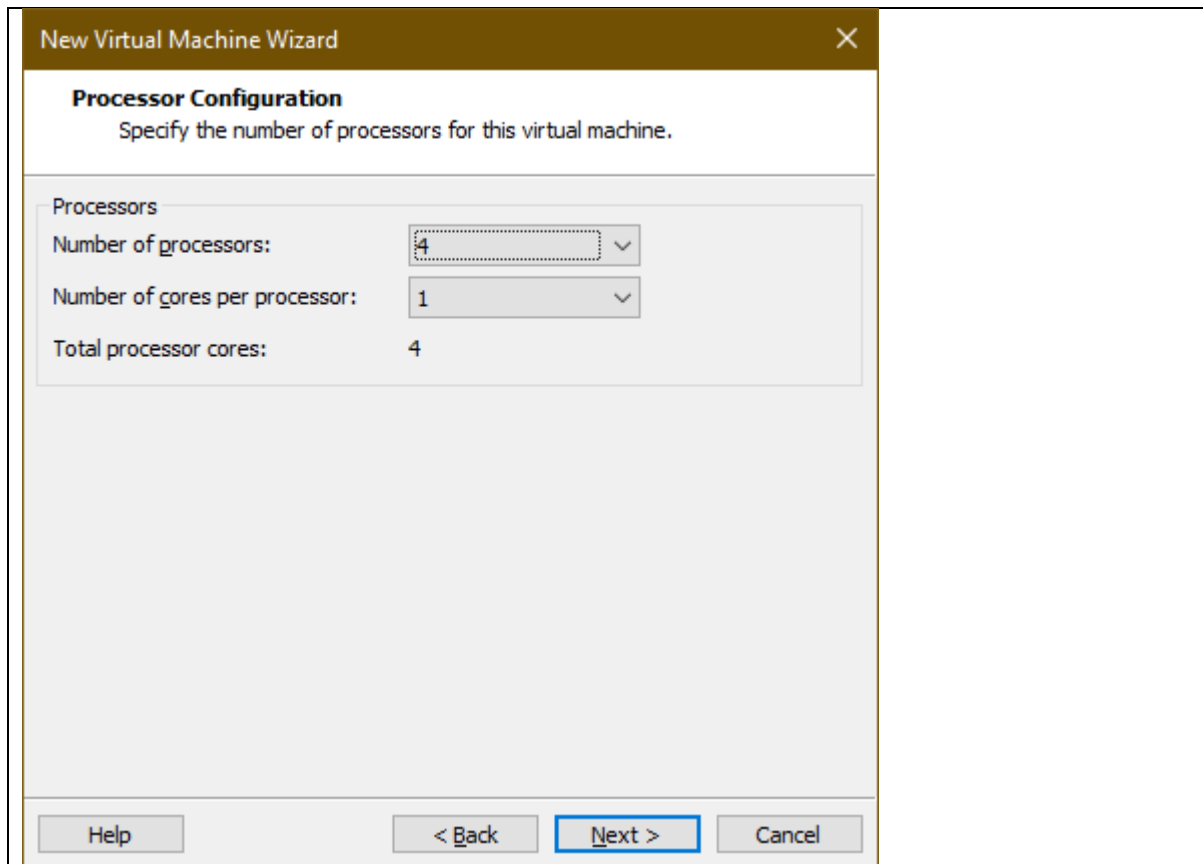 New Virtual Machine Wizard
Processor Configuration
Specify the number of processors for this virtual machine.
Processors
Number of processors: 4
Number of cores per processor: 1
Total processor cores: 4
Help < Back Next > Cancel